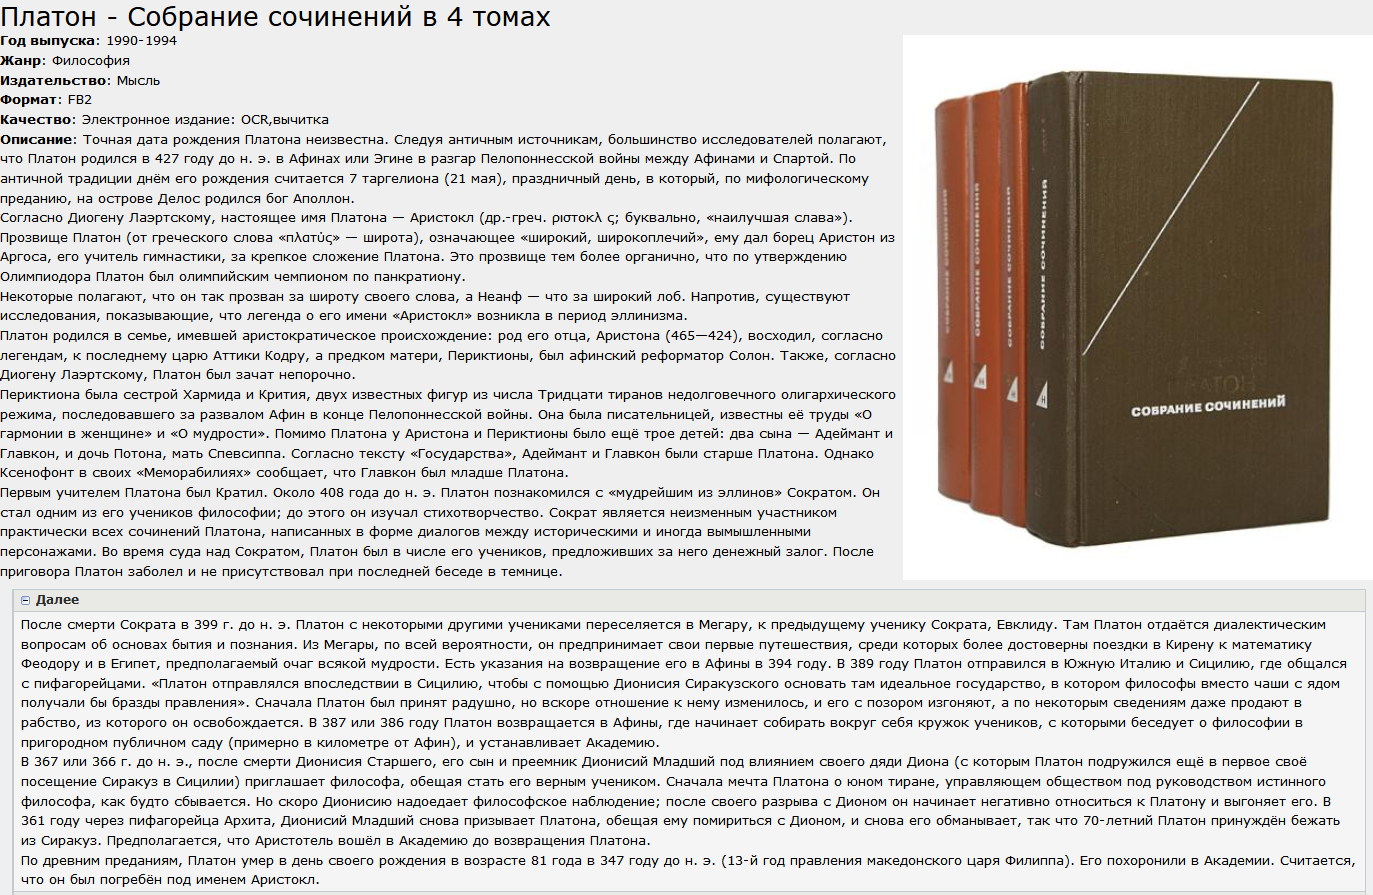 Платон - Собрание сочинений в 4 томах
Год выпуска: 1990-1994
Жанр: Философия
Издательство: Мысль
Формат: FB2
Качество: Электронное издание: OCR,вычитка
Описание: Точная дата рождения Платона неизвестна. Следуя античным источникам, большинство исследователей полагают,
что Платон родился в 427 году до н. э. в Афинах или Эгине в разгар Пелопоннесской войны между Афинами и Спартой. По
античной традиции днём его рождения считается 7 таргелиона (21 мая), праздничный день, в который, по мифологическому
преданию, на острове Делос родился бог Аполлон.
Согласно Диогену Лаэртскому, настоящее имя Платона — Аристокл (др.-греч. ριστοκλ ς; буквально, «наилучшая слава»).
Прозвище Платон (от греческого слова «πλατύς» — широта), означающее «широкий, широкоплечий», ему дал борец Аристон из
Аргоса, его учитель гимнастики, за крепкое сложение Платона. Это прозвище тем более органично, что по утверждению
Олимпиодора Платон был олимпийским чемпионом по панкратиону.
Некоторые полагают, что он так прозван за широту своего слова, а Неанф — что за широкий лоб. Напротив, существуют
исследования, показывающие, что легенда о его имени «Аристокл» возникла в период эллинизма.
Платон родился в семье, имевшей аристократическое происхождение: род его отца, Аристона (465—424), восходил, согласно
легендам, к последнему царю Аттики Кодру, а предком матери, Периктионы, был афинский реформатор Солон. Также, согласно
Диогену Лаэртскому, Платон был зачат непорочно.
Периктиона была сестрой Хармида и Крития, двух известных фигур из числа Тридцати тиранов недолговечного олигархического
режима, последовавшего за развалом Афин в конце Пелопоннесской войны. Она была писательницей, известны её труды «О
гармонии в женщине» и «О мудрости». Помимо Платона у Аристона и Периктионы было ещё трое детей: два сына — Адеймант и
Главкон, и дочь Потона, мать Спевсиппа. Согласно тексту «Государства», Адеймант и Главкон были старше Платона. Однако
Ксенофонт в своих «Меморабилиях» сообщает, что Главкон был младше Платона.
Первым учителем Платона был Кратил. Около 408 года до н. э. Платон познакомился с «мудрейшим из эллинов» Сократом. Он
стал одним из его учеников философии; до этого он изучал стихотворчество. Сократ является неизменным участником
практически всех сочинений Платона, написанных в форме диалогов между историческими и иногда вымышленными
персонажами. Во время суда над Сократом, Платон был в числе его учеников, предложивших за него денежный залог. После
приговора Платон заболел и не присутствовал при последней беседе в темнице.
СОБРАНИЕ СОЧИНЕНИЙ
СОБРАНИЕ СОЧИНЕНИЙ
СОБРАНИЕ СОЧИНЕНИЙ
СОБРАНИЕ СОЧИНЕНИЙ
ПЛАТОН
СОБРАНИЕ СОЧИНЕНИЙ
Далее
После смерти Сократа в 399 г. до н. э. Платон с некоторыми другими учениками переселяется в Мегару, к предыдущему ученику Сократа, Евклиду. Там Платон отдаётся диалектическим
вопросам об основах бытия и познания. Из Мегары, по всей вероятности, он предпринимает свои первые путешествия, среди которых более достоверны поездки в Кирену к математику
Феодору и в Египет, предполагаемый очаг всякой мудрости. Есть указания на возвращение его в Афины в 394 году. В 389 году Платон отправился в Южную Италию и Сицилию, где общался
с пифагорейцами. «Платон отправлялся впоследствии в Сицилию, чтобы с помощью Дионисия Сиракузского основать там идеальное государство, в котором философы вместо чаши с ядом
получали бы бразды правления». Сначала Платон был принят радушно, но вскоре отношение к нему изменилось, и его с позором изгоняют, а по некоторым сведениям даже продают в
рабство, из которого он освобождается. В 387 или 386 году Платон возвращается в Афины, где начинает собирать вокруг себя кружок учеников, с которыми беседует о философии в
пригородном публичном саду (примерно в километре от Афин), и устанавливает Академию.
В 367 или 366 г. до н. э., после смерти Дионисия Старшего, его сын и преемник Дионисий Младший под влиянием своего дяди Диона (с которым Платон подружился ещё в первое своё
посещение Сиракуз в Сицилии) приглашает философа, обещая стать его верным учеником. Сначала мечта Платона о юном тиране, управляющем обществом под руководством истинного
философа, как будто сбывается. Но скоро Дионисию надоедает философское наблюдение; после своего разрыва с Дионом он начинает негативно относиться к Платону и выгоняет его. В
361 году через пифагорейца Архита, Дионисий Младший снова призывает Платона, обещая ему помириться с Дионом, и снова его обманывает, так что 70-летний Платон принуждён бежать
из Сиракуз. Предполагается, что Аристотель вошёл в Академию до возвращения Платона.
По древним преданиям, Платон умер в день своего рождения в возрасте 81 года в 347 году до н. э. (13-й год правления македонского царя Филиппа). Его похоронили в Академии. Считается,
что он был погребён под именем Аристокл.